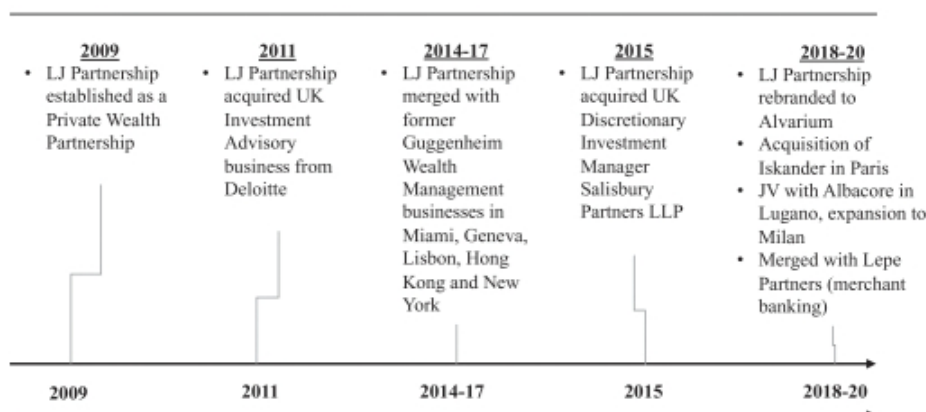 2009
• LJ Partnership
established as a
Private Wealth
Partnership
2011
• LJ Partnership
acquired UK
Investment
Advisory
business from
Deloitte
2014-17
• LJ Partnership
merged with
former
Guggenheim
Wealth
Management
businesses in
Miami, Geneva,
Lisbon, Hong
Kong and New
York
2015
• LJ Partnership
acquired UK
Discretionary
Investment
Manager
Salisbury
Partners LLP
2018-20
• LJ Partnership
rebranded to
Alvarium
• Acquisition of
Iskander in Paris
• JV with Albacore in
Lugano, expansion to
Milan
• Merged with Lepe
Partners (merchant
banking)
2009
2011
2014-17
2015
2018-20